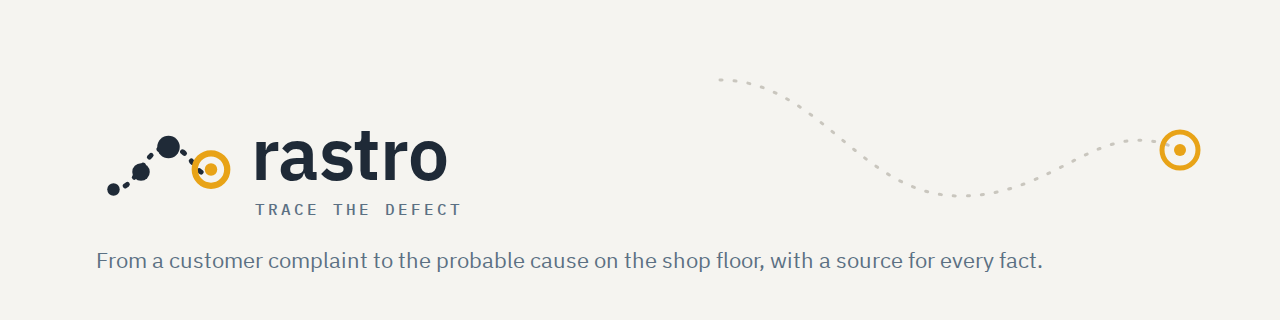 rastro
TRACE THE DEFECT
From a customer complaint to the probable cause on the shop floor, with a source for every fact.